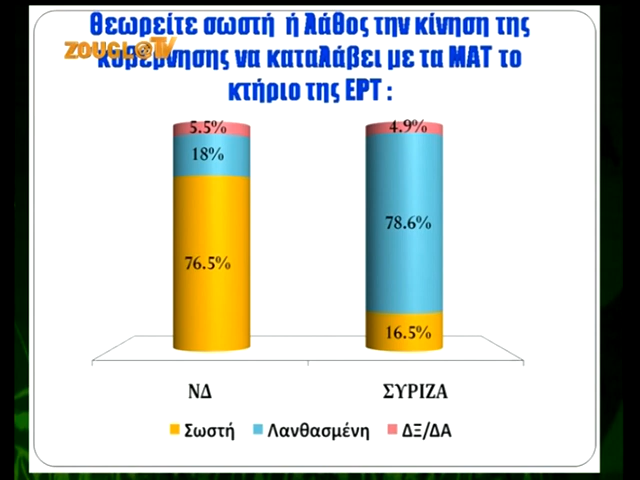 Θεωρείτε σωστή ή λάθος την κίνηση της
ZOUGLA TV
κυβέρνησης να καταλάβει με τα ΜΑΤ το
κτήριο της ΕΡΤ :
5.5% 4.9%
18%
78.6%
76.5%
16.5%
ΝΔ ΣΥΡΙΖΑ
Σωστή Λανθασμένη ΔΞ/ΔΑ